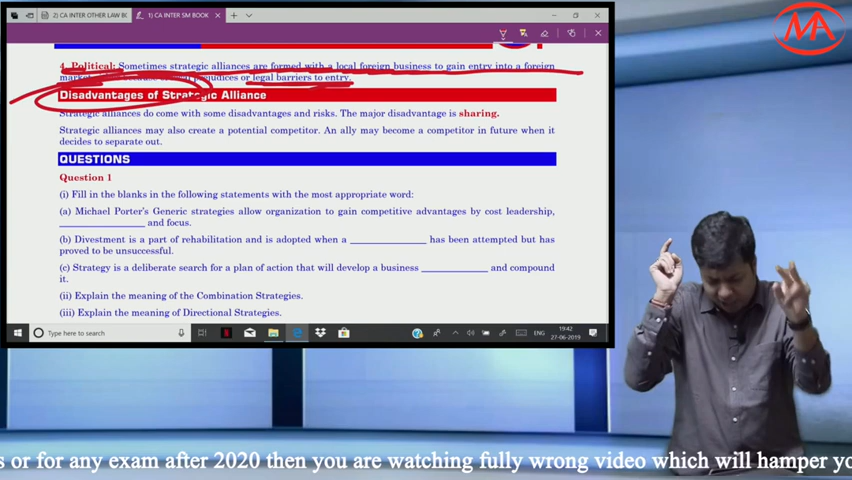 2) CA INTER OTHER LAW BO
1) CA INTER SM BOOK
MA
4. Political: Sometimes strategic alliances are formed with a local foreign business to gain entry into a foreign
prejudices or legal barriers to entry.
Disadvantages of Strategic Alliance
Strategic alliances do come with some disadvantages and risks. The major disadvantage is sharing.
Strategic alliances may also create a potential competitor. An ally may become a competitor in future when it
decides to separate out.
QUESTIONS
Question 1
(i) Fill in the blanks in the following statements with the most appropriate word:
(a) Michael Porter's Generic strategies allow organization to gain competitive advantages by cost leadership,
__________________ and focus.
(b) Divestment is a part of rehabilitation and is adopted when a ________________ has been attempted but has
proved to be unsuccessful.
(c) Strategy is a deliberate search for a plan of action that will develop a business ______________ and compound
it.
(ii) Explain the meaning of the Combination Strategies.
(iii) Explain the meaning of Directional Strategies.
Type here to search
ENG
19:42
27-06-2019
s or for any exam after 2020 then you are watching fully wrong video which will hamper yo